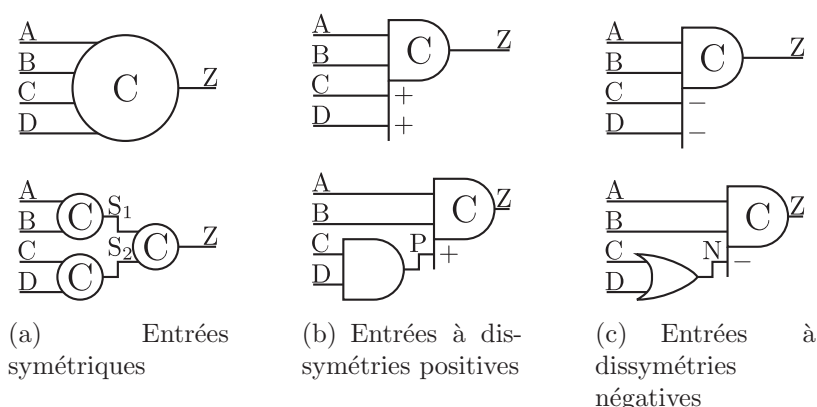 A
B
C
D
C
Z
A
B
C
D
C
+
+
Z
A
B
C
D
C
−
−
Z
A
B
C
D
C
C
S1
S2
C
Z
A
B
C
D
P
C
+
Z
A
B
C
D
N
C
−
Z
(a) Entrées
symétriques
(b) Entrées à dis-
symétries positives
(c) Entrées à
dissymétries
négatives